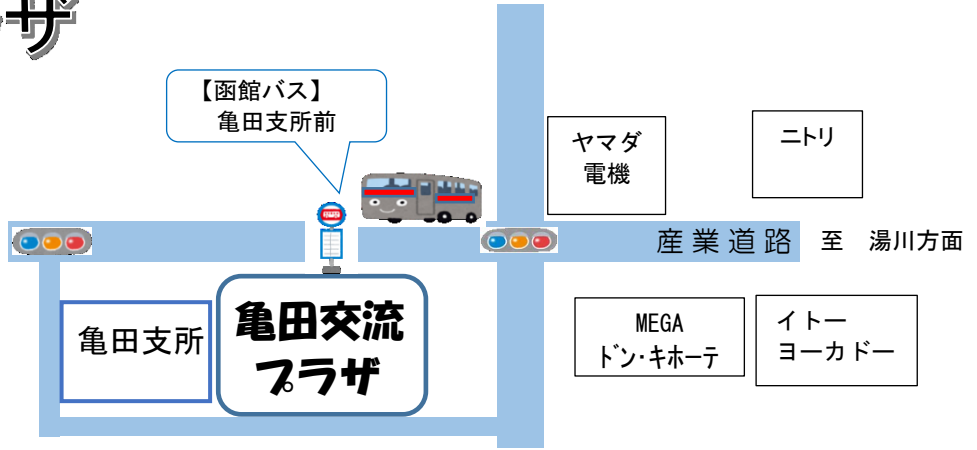 ザ
【函館バス】
亀田支所前
ヤマダ
電機
ニトリ
産業道路 至 湯川方面
亀田支所
亀田交流
プラザ
MEGA
ドン・キホーテ
イトー
ヨーカドー